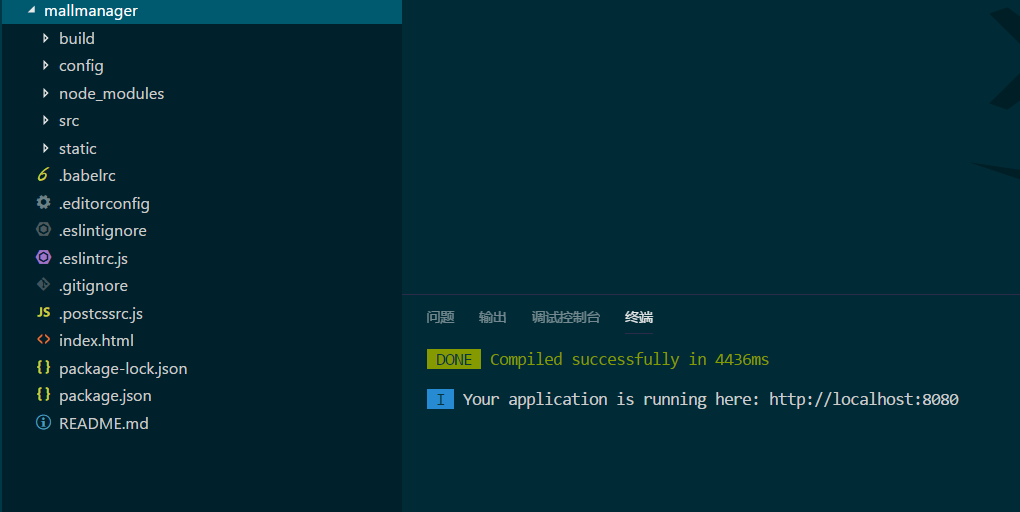 mallmanager
build
config
node_modules
src
static
.babelrc
.editorconfig
.eslintignore
.eslintrc.js
.gitignore
JS .postcssrc.js
<> index.html
{} package-lock.json
{} package.json
README.md
问题 输出 调试控制台 终端
DONE Compiled successfully in 4436ms
I Your application is running here: http://localhost:8080